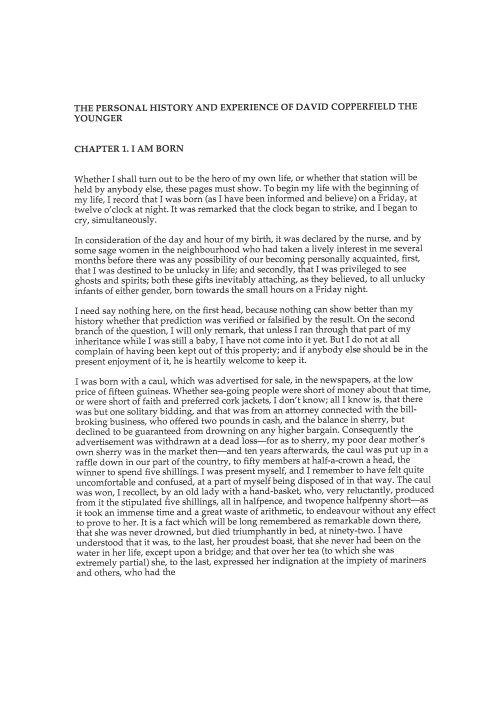 THE PERSONAL HISTORY AND EXPERIENCE OF DAVID COPPERFIELD THE
YOUNGER
CHAPTER 1. I AM BORN
Whether I shall turn out to be the hero of my own life, or whether that station will be
held by anybody else, these pages must show. To begin my life with the beginning of
my life, I record that I was born (as I have been informed and believe) on a Friday, at
twelve o'clock at night. It was remarked that the clock began to strike, and I began to
cry, simultaneously.
In consideration of the day and hour of my birth, it was declared by the nurse, and by
some sage women in the neighbourhood who had taken a lively interest in me several
months before there was any possibility of our becoming personally acquainted, first,
that I was destined to be unlucky in life; and secondly, that I was privileged to see
ghosts and spirits; both these gifts inevitably attaching, as they believed, to all unlucky
infants of either gender, born towards the small hours on a Friday night.
I need say nothing here, on the first head, because nothing can show better than my
history whether that prediction was verified or falsified by the result. On the second
branch of the question, I will only remark, that unless I ran through that part of my
inheritance while I was still a baby, I have not come into it yet. But I do not at all
complain of having been kept out of this property; and if anybody else should be in the
present enjoyment of it, he is heartily welcome to keep it.
I was born with a caul, which was advertised for sale, in the newspapers, at the low
price of fifteen guineas. Whether sea-going people were short of money about that time,
or were short of faith and preferred cork jackets, I don't know; all I know is, that there
was but one solitary bidding, and that was from an attorney connected with the bill-
broking business, who offered two pounds in cash, and the balance in sherry, but
declined to be guaranteed from drowning on any higher bargain. Consequently the
advertisement was withdrawn at a dead loss—for as to sherry, my poor dear mother's
own sherry was in the market then—and ten years afterwards, the caul was put up in a
raffle down in our part of the country, to fifty members at half-a-crown a head, the
winner to spend five shillings. I was present myself, and I remember to have felt quite
uncomfortable and confused, at a part of myself being disposed of in that way. The caul
was won, I recollect, by an old lady with a hand-basket, who, very reluctantly, produced
from it the stipulated five shillings, all in halfpence, and twopence halfpenny short—as
it took an immense time and a great waste of arithmetic, to endeavour without any effect
to prove to her. It is a fact which will be long remembered as remarkable down there,
that she was never drowned, but died triumphantly in bed, at ninety-two. I have
understood that it was, to the last, her proudest boast, that she never had been on the
water in her life, except upon a bridge; and that over her tea (to which she was
extremely partial) she, to the last, expressed her indignation at the impiety of mariners
and others, who had the